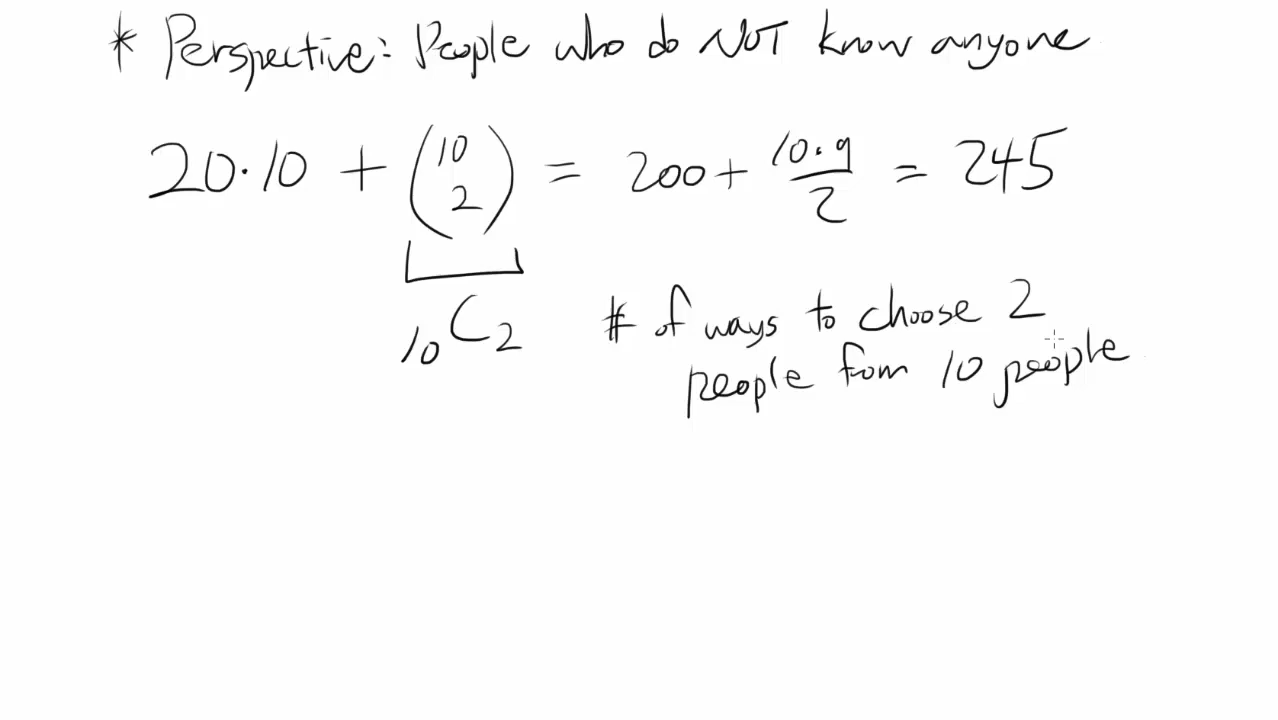 * Perspective: People who do NOT know anyone
20·10 + (10 2) = 200 + 10·9/2 = 245
10C2
# of ways to choose 2
people from 10 people